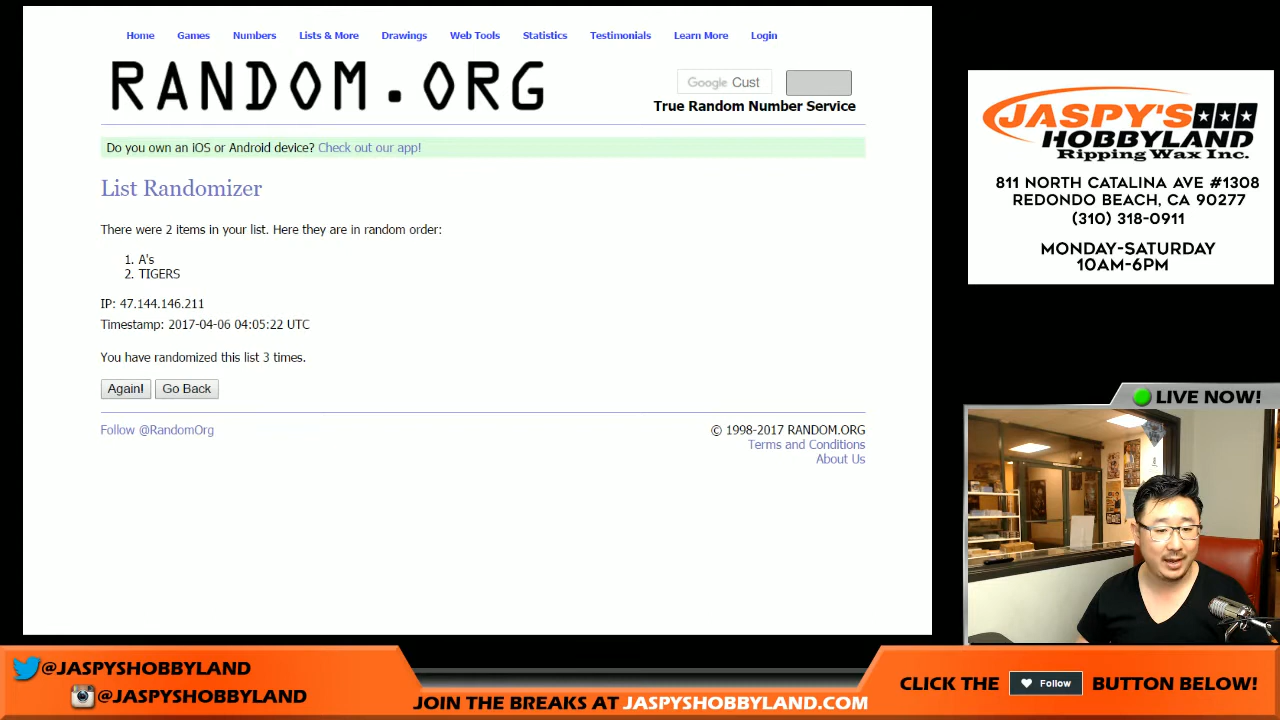 Home Games Numbers Lists & More Drawings Web Tools Statistics Testimonials Learn More Login
RANDOM.ORG
Google Cust
True Random Number Service
Do you own an iOS or Android device? Check out our app!
List Randomizer
There were 2 items in your list. Here they are in random order:
1. A's
2. TIGERS
IP: 47.144.146.211
Timestamp: 2017-04-06 04:05:22 UTC
You have randomized this list 3 times.
Again! Go Back
Follow @RandomOrg
© 1998-2017 RANDOM.ORG
Terms and Conditions
About Us
JASPY'S
HOBBYLAND
Ripping Wax Inc.
811 NORTH CATALINA AVE #1308
REDONDO BEACH, CA 90277
(310) 318-0911
MONDAY-SATURDAY
10AM-6PM
LIVE NOW!
@JASPYSHOBBYLAND
@JASPYSHOBBYLAND
JOIN THE BREAKS AT JASPYSHOBBYLAND.COM
CLICK THE Follow BUTTON BELOW!